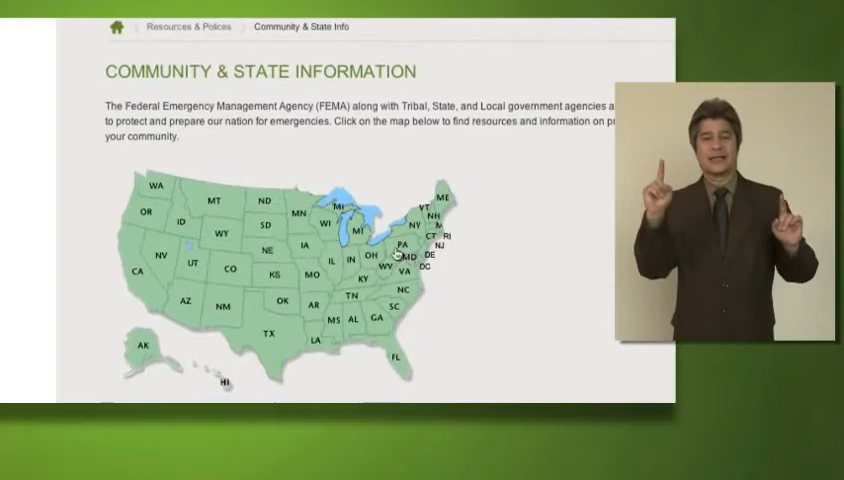 Resources & Polices
Community & State Info
COMMUNITY & STATE INFORMATION
The Federal Emergency Management Agency (FEMA) along with Tribal, State, and Local government agencies a
to protect and prepare our nation for emergencies. Click on the map below to find resources and information on pr
your community.
WA
MT
ND
MN
MI
ME
VT
NH
OR
ID
SD
WI
MI
NY
M
WY
CT
RI
NV
NE
IA
OH
PA
NJ
UT
CO
IL
IN
MD
DE
CA
KS
MO
KY
WV
VA
DC
AZ
NM
OK
AR
TN
NC
SC
MS
AL
GA
TX
LA
AK
FL
HI